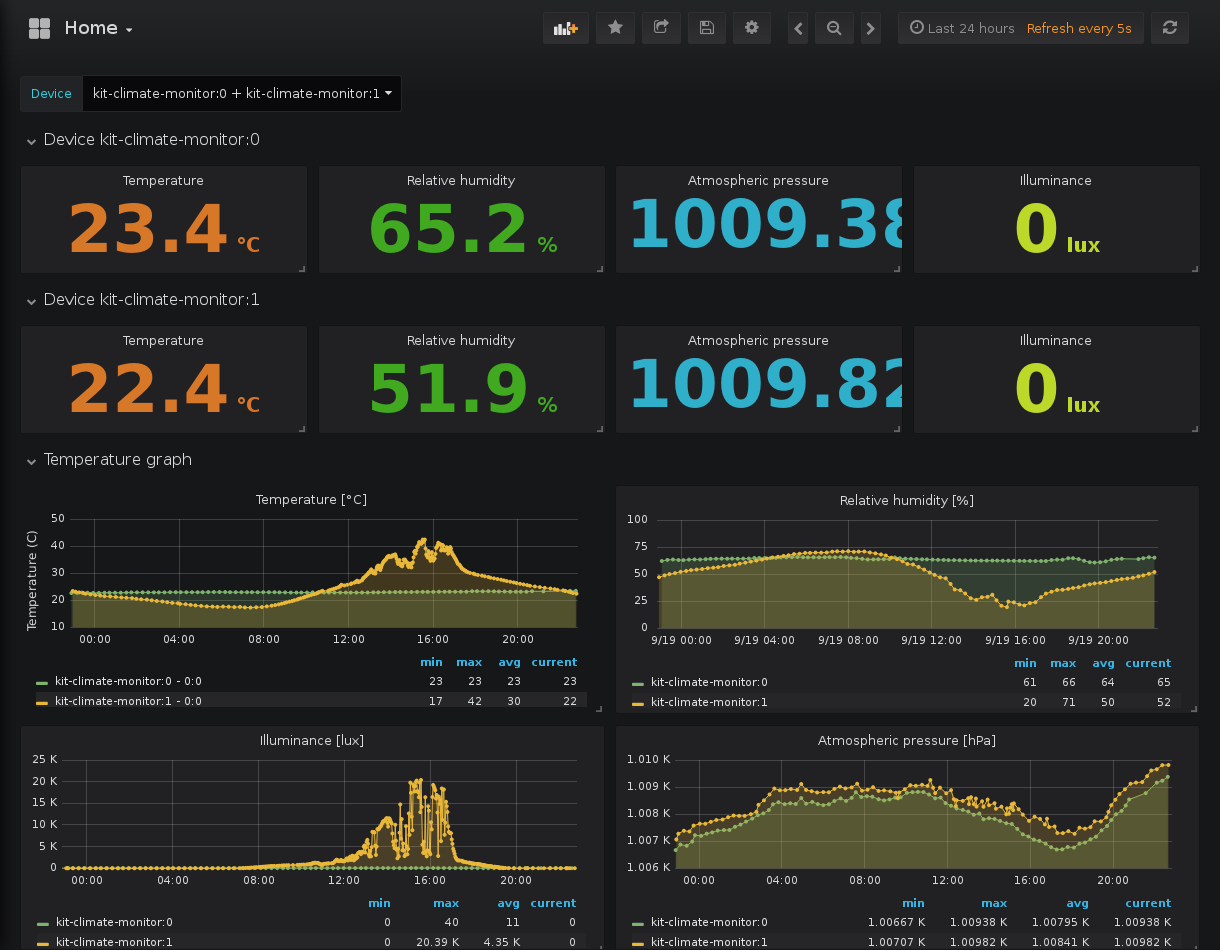 Home
Last 24 hours Refresh every 5s
Device kit-climate-monitor:0 + kit-climate-monitor:1
Device kit-climate-monitor:0
Temperature Relative humidity Atmospheric pressure Illuminance
23.4 °C 65.2 % 1009.38 0 lux
Device kit-climate-monitor:1
Temperature Relative humidity Atmospheric pressure Illuminance
22.4 °C 51.9 % 1009.82 0 lux
Temperature graph
Temperature [°C]
Temperature (C)
50
40
30
20
10
00:00 04:00 08:00 12:00 16:00 20:00
min max avg current
kit-climate-monitor:0 - 0:0 23 23 23 23
kit-climate-monitor:1 - 0:0 17 42 30 22
Relative humidity [%]
100
75
50
25
0
9/19 00:00 9/19 04:00 9/19 08:00 9/19 12:00 9/19 16:00 9/19 20:00
min max avg current
kit-climate-monitor:0 61 66 64 65
kit-climate-monitor:1 20 71 50 52
Illuminance [lux]
25 K
20 K
15 K
10 K
5 K
0
00:00 04:00 08:00 12:00 16:00 20:00
min max avg current
kit-climate-monitor:0 0 40 11 0
kit-climate-monitor:1 0 20.39 K 4.35 K 0
Atmospheric pressure [hPa]
1.010 K
1.009 K
1.008 K
1.007 K
1.006 K
00:00 04:00 08:00 12:00 16:00 20:00
min max avg current
kit-climate-monitor:0 1.00667 K 1.00938 K 1.00795 K 1.00938 K
kit-climate-monitor:1 1.00707 K 1.00982 K 1.00841 K 1.00982 K